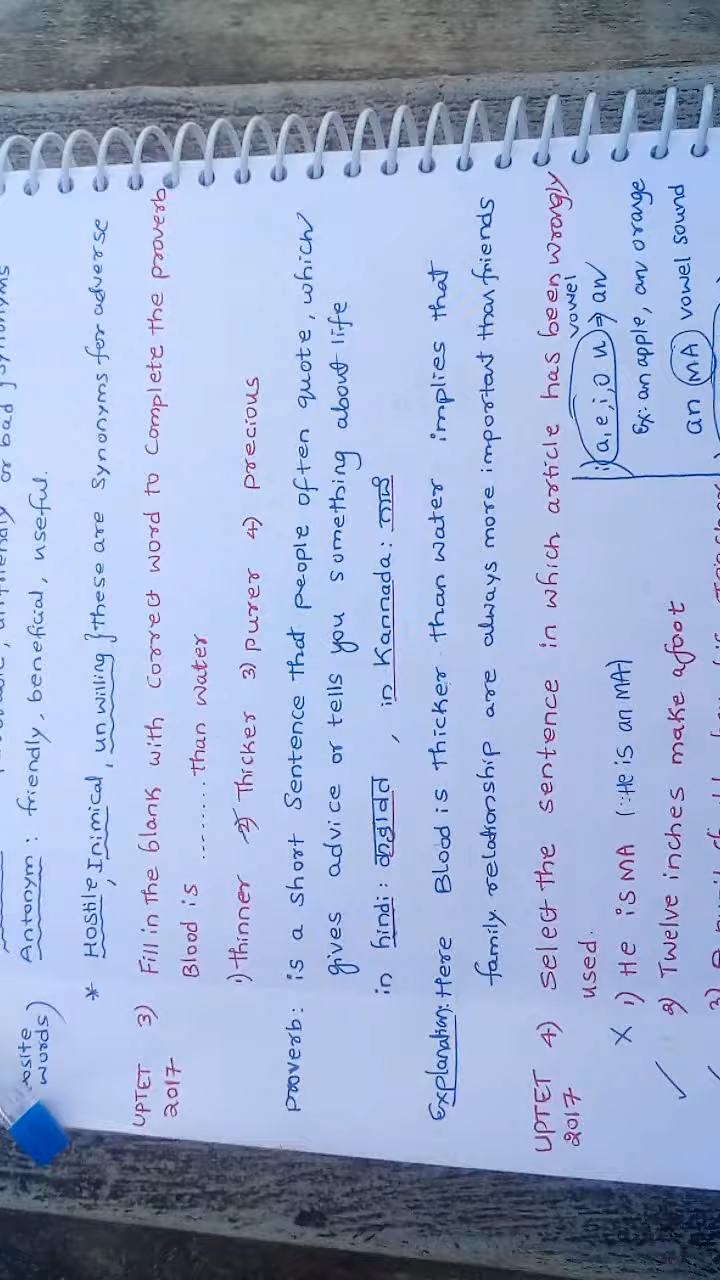 or bad } synonyms
Antonym : friendly, beneficial, useful.
osite words)
* Hostile, Inimical, unwilling } these are Synonyms for adverse
UPTET 2017 3) Fill in the blank with correct word to complete the proverb
Blood is ........ than water
1) thinner 2) Thicker 3) purer 4) precious
proverb: is a short Sentence that people often quote, which
gives advice or tells you something about life
in hindi: कहावत , in Kannada: ಗಾದೆ
Explanation: Here Blood is thicker than water implies that
family relationship are always more important than friends
UPTET 2017 4) Select the sentence in which article has been wrongly
used.
vowel
1) a, e, i, o u ⇒ an
X 1) He is MA (∵ He is an MA)
Ex: an apple, an orange
✓ 2) Twelve inches make a foot
an MA vowel sound